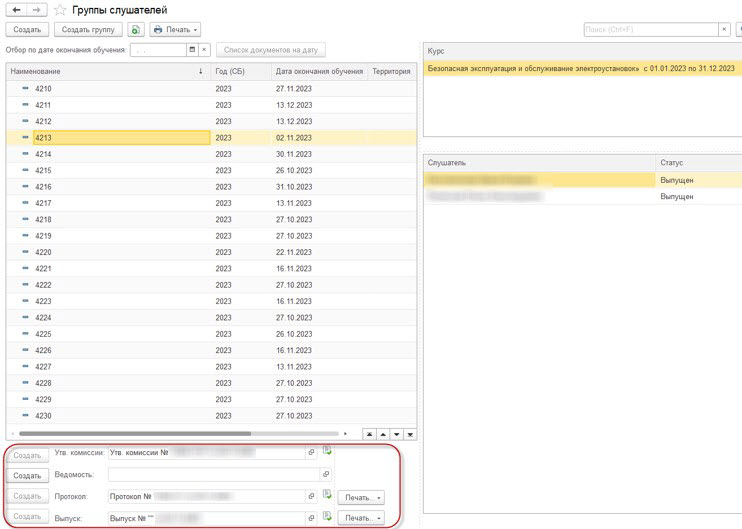 Группы слушателей
Создать Создать группу Печать Поиск (Ctrl+F)
Отбор по дате окончания обучения: . . Список документов на дату
Наименование ↓ Год (СБ) Дата окончания обучения Территория
4210 2023 27.11.2023
4211 2023 13.12.2023
4212 2023 13.12.2023
4213 2023 02.11.2023
4214 2023 30.11.2023
4215 2023 26.10.2023
4216 2023 31.10.2023
4217 2023 13.11.2023
4218 2023 27.10.2023
4219 2023 27.10.2023
4220 2023 22.11.2023
4221 2023 16.11.2023
4222 2023 27.10.2023
4223 2023 16.11.2023
4224 2023 27.10.2023
4225 2023 26.10.2023
4226 2023 16.11.2023
4227 2023 13.11.2023
4228 2023 27.10.2023
4229 2023 27.10.2023
4230 2023 27.10.2023
Создать Утв. комиссии: Утв. комиссии №
Создать Ведомость:
Создать Протокол: Протокол № Печать..
Создать Выпуск: Выпуск № "" Печать..
Курс
Безопасная эксплуатация и обслуживание электроустановок» с 01.01.2023 по 31.12.2023
Слушатель Статус
Выпущен
Выпущен